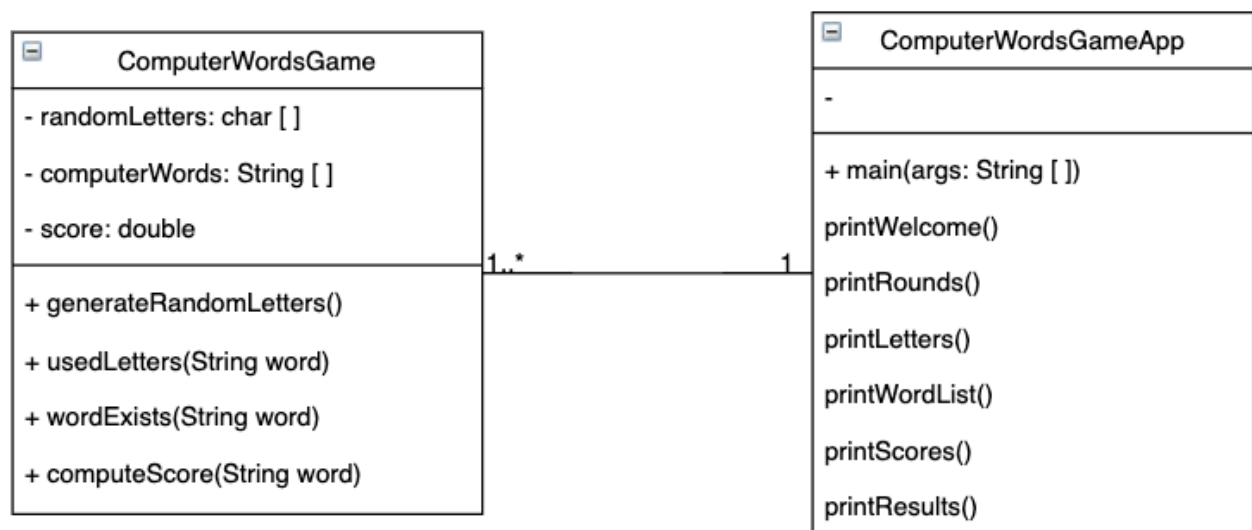 ComputerWordsGame
- randomLetters: char [ ]
- computerWords: String [ ]
- score: double
+ generateRandomLetters()
+ usedLetters(String word)
+ wordExists(String word)
+ computeScore(String word)
1..*
1
ComputerWordsGameApp
-
+ main(args: String [ ])
printWelcome()
printRounds()
printLetters()
printWordList()
printScores()
printResults()